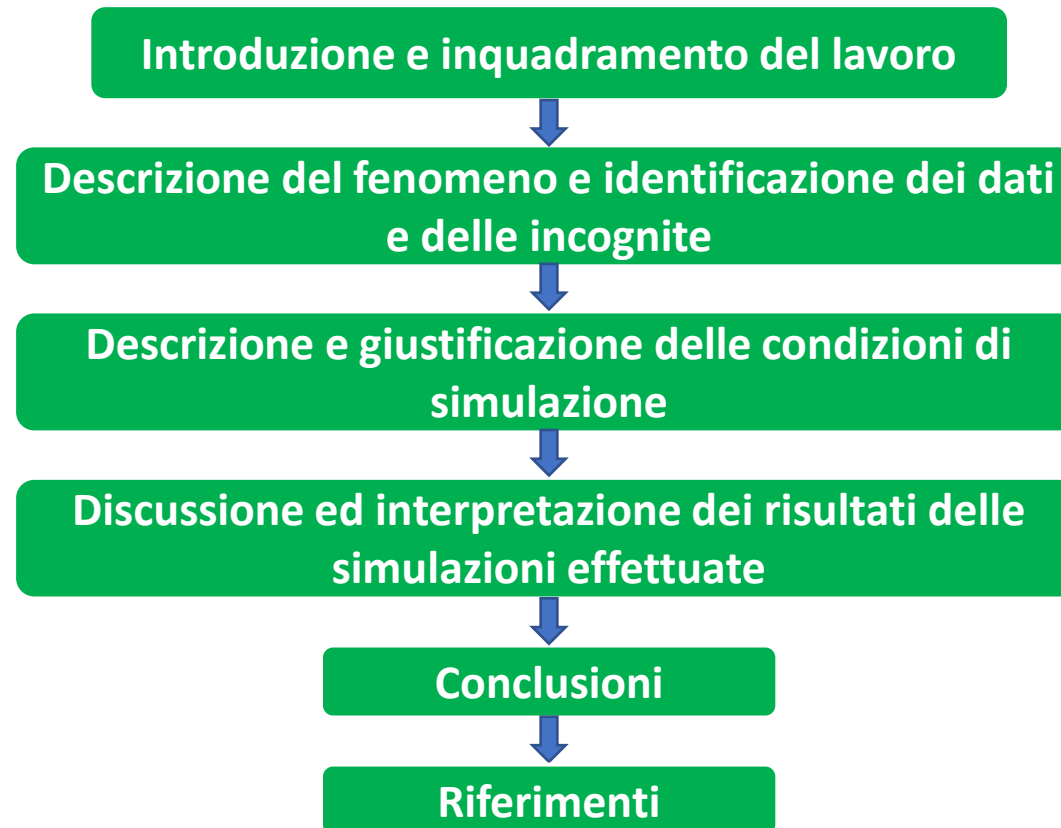 Introduzione e inquadramento del lavoro
Descrizione del fenomeno e identificazione dei dati
e delle incognite
Descrizione e giustificazione delle condizioni di
simulazione
Discussione ed interpretazione dei risultati delle
simulazioni effettuate
Conclusioni
Riferimenti